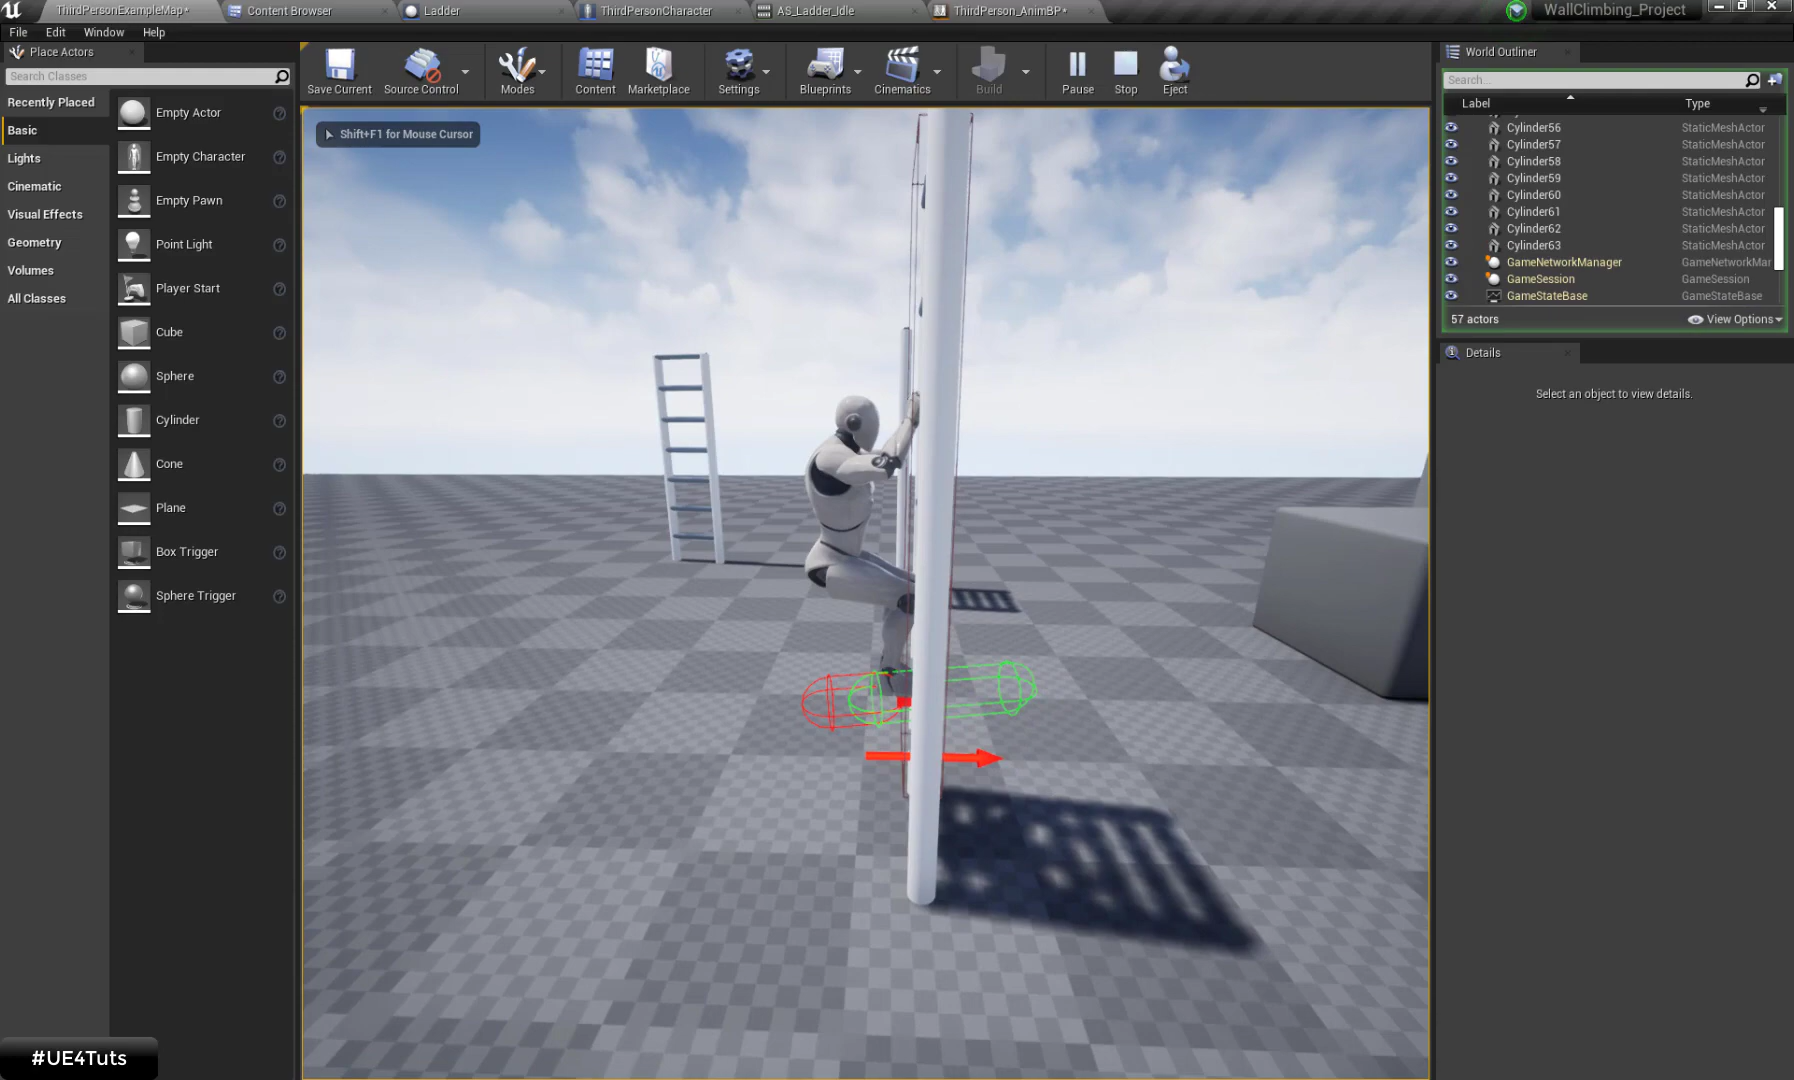 ThirdPersonExampleMap*
Content Browser
Ladder
ThirdPersonCharacter
AS_Ladder_Idle
ThirdPerson_AnimBP*
WallClimbing_Project
File Edit Window Help
Place Actors
Search Classes
Recently Placed
Basic
Lights
Cinematic
Visual Effects
Geometry
Volumes
All Classes
Empty Actor
Empty Character
Empty Pawn
Point Light
Player Start
Cube
Sphere
Cylinder
Cone
Plane
Box Trigger
Sphere Trigger
Save Current
Source Control
Modes
Content
Marketplace
Settings
Blueprints
Cinematics
Build
Pause
Stop
Eject
Shift+F1 for Mouse Cursor
World Outliner
Search...
Label Type
Cylinder56 StaticMeshActor
Cylinder57 StaticMeshActor
Cylinder58 StaticMeshActor
Cylinder59 StaticMeshActor
Cylinder60 StaticMeshActor
Cylinder61 StaticMeshActor
Cylinder62 StaticMeshActor
Cylinder63 StaticMeshActor
GameNetworkManager GameNetworkMar
GameSession GameSession
GameStateBase GameStateBase
57 actors View Options
Details
Select an object to view details.
#UE4Tuts